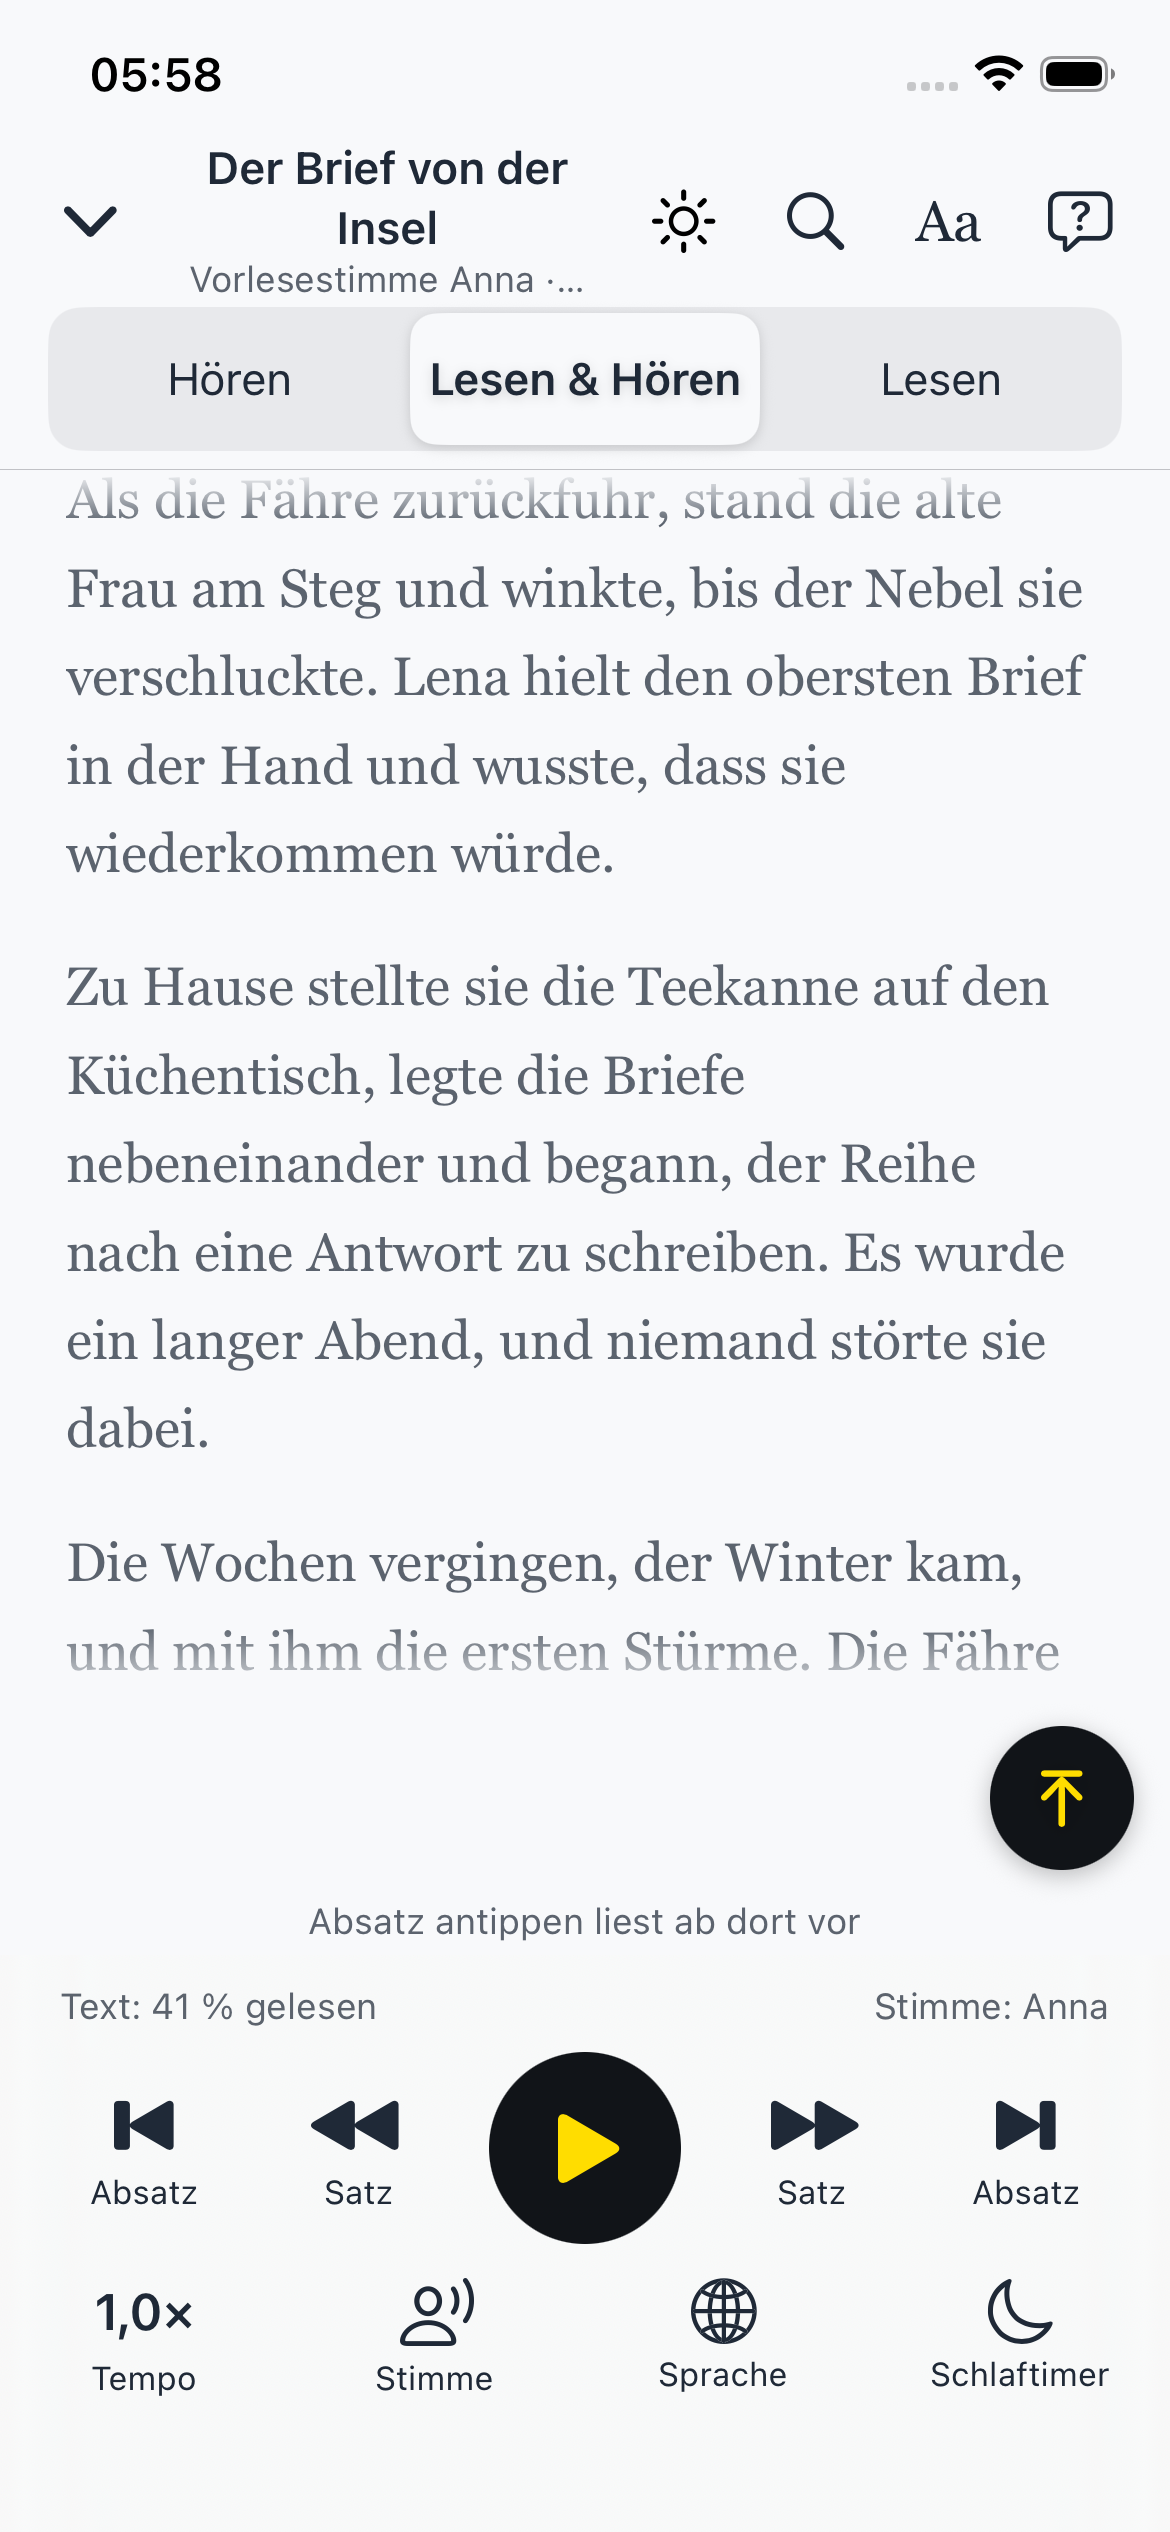 05:58
Der Brief von der
Insel
Vorlesestimme Anna ·...
Aa
?
Hören
Lesen & Hören
Lesen
Als die Fähre zurückfuhr, stand die alte
Frau am Steg und winkte, bis der Nebel sie
verschluckte. Lena hielt den obersten Brief
in der Hand und wusste, dass sie
wiederkommen würde.
Zu Hause stellte sie die Teekanne auf den
Küchentisch, legte die Briefe
nebeneinander und begann, der Reihe
nach eine Antwort zu schreiben. Es wurde
ein langer Abend, und niemand störte sie
dabei.
Die Wochen vergingen, der Winter kam,
und mit ihm die ersten Stürme. Die Fähre
Absatz antippen liest ab dort vor
Text: 41 % gelesen
Stimme: Anna
Absatz
Satz
Satz
Absatz
1,0×
Tempo
Stimme
Sprache
Schlaftimer